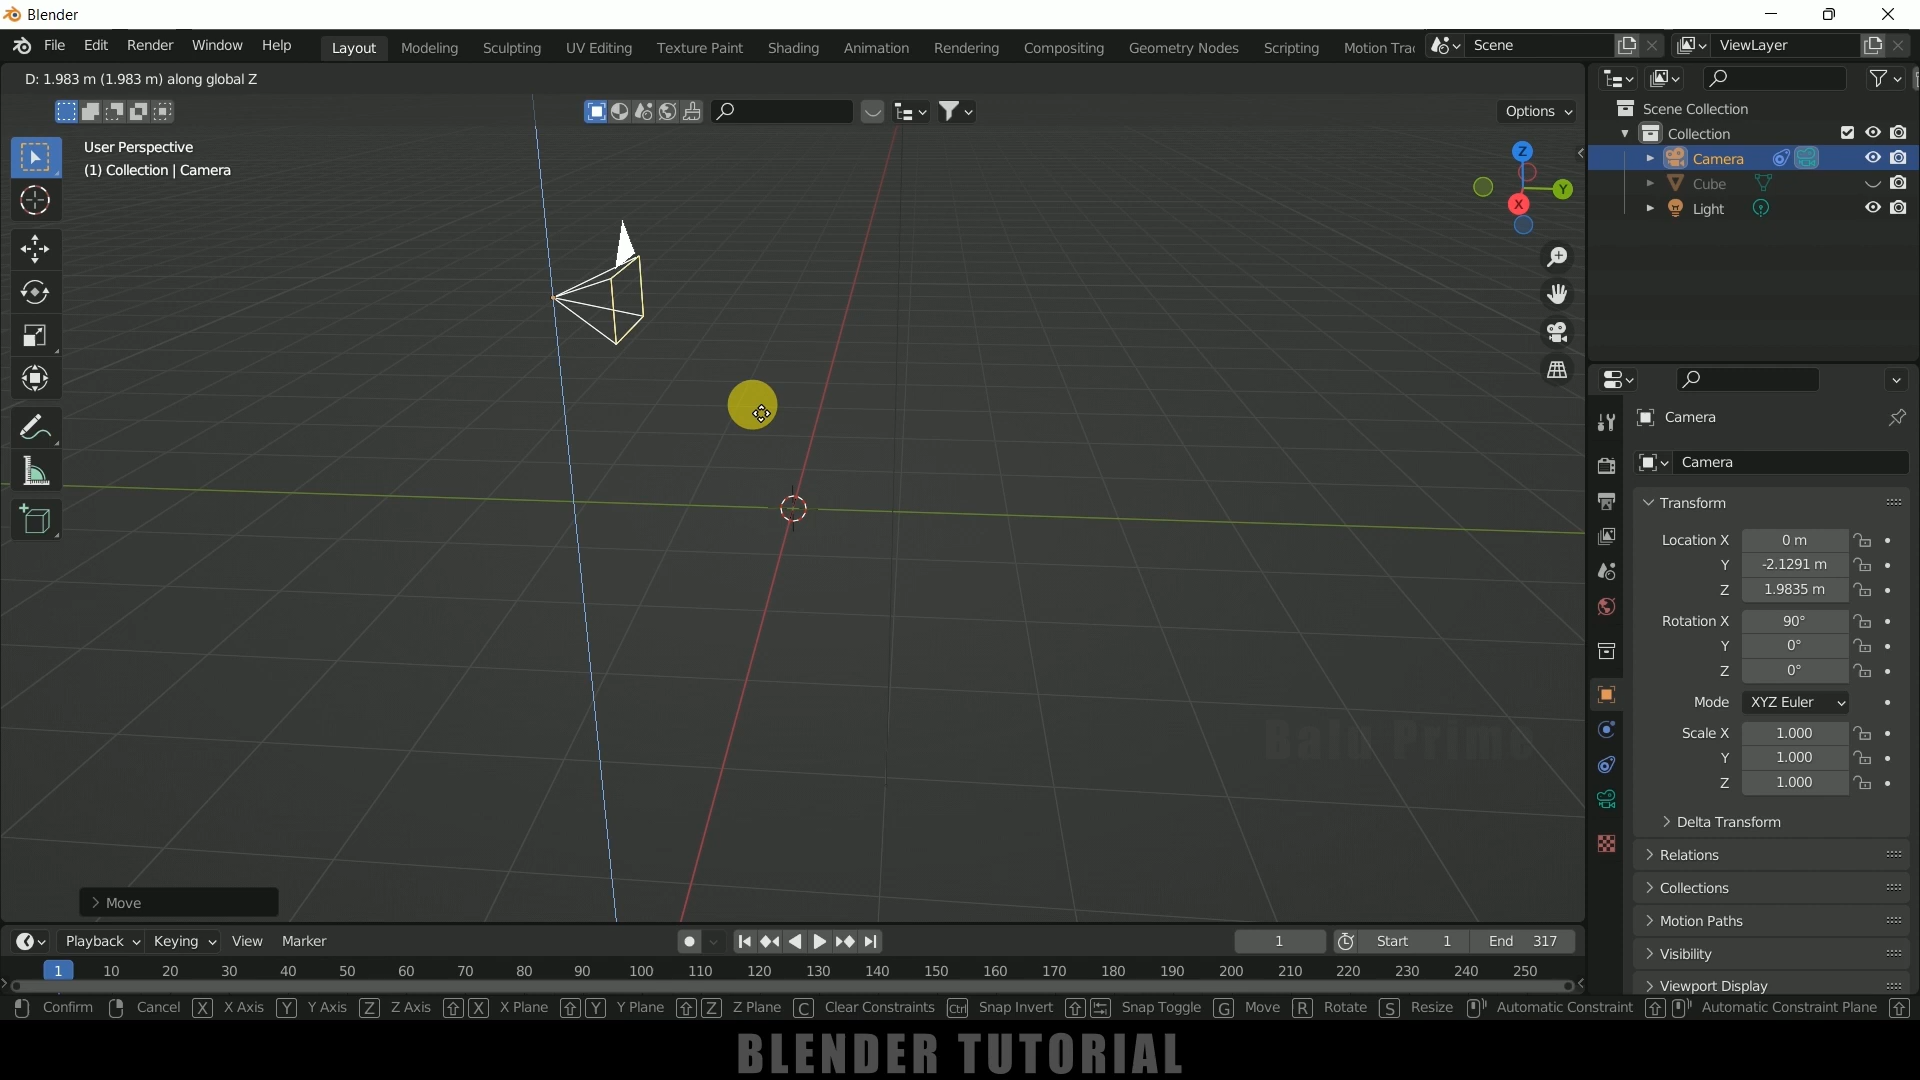 Blender
File Edit Render Window Help Layout Modeling Sculpting UV Editing Texture Paint Shading Animation Rendering Compositing Geometry Nodes Scripting Motion Trac Scene ViewLayer
D: 1.983 m (1.983 m) along global Z
Options
User Perspective
(1) Collection | Camera
Z
Y
X
Scene Collection
Collection
Camera
Cube
Light
Camera
Camera
Transform
Location X 0 m
Y -2.1291 m
Z 1.9835 m
Rotation X 90°
Y 0°
Z 0°
Mode XYZ Euler
Scale X 1.000
Y 1.000
Z 1.000
Delta Transform
Relations
Collections
Motion Paths
Visibility
Viewport Display
Balu Prime
Move
Playback Keying View Marker 1 Start 1 End 317
1 10 20 30 40 50 60 70 80 90 100 110 120 130 140 150 160 170 180 190 200 210 220 230 240 250
Confirm Cancel X X Axis Y Y Axis Z Z Axis X X Plane Y Y Plane Z Z Plane C Clear Constraints Ctrl Snap Invert Snap Toggle G Move R Rotate S Resize Automatic Constraint Automatic Constraint Plane
BLENDER TUTORIAL